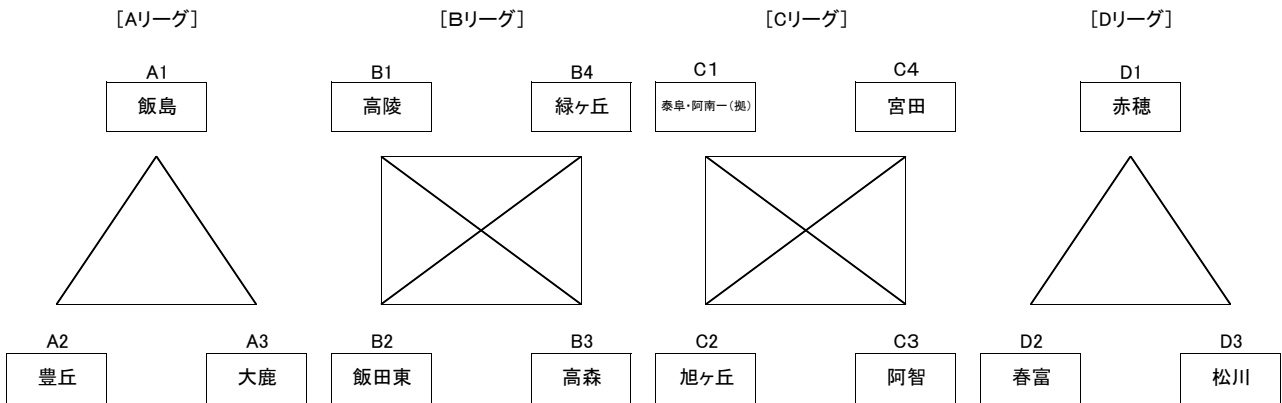 [Aリーグ]
[Bリーグ]
[Cリーグ]
[Dリーグ]
A1
B1
B4
C1
C4
D1
飯島
高陵
緑ヶ丘
泰阜・阿南一(拠)
宮田
赤穂
A2
A3
B2
B3
C2
C3
D2
D3
豊丘
大鹿
飯田東
高森
旭ヶ丘
阿智
春富
松川